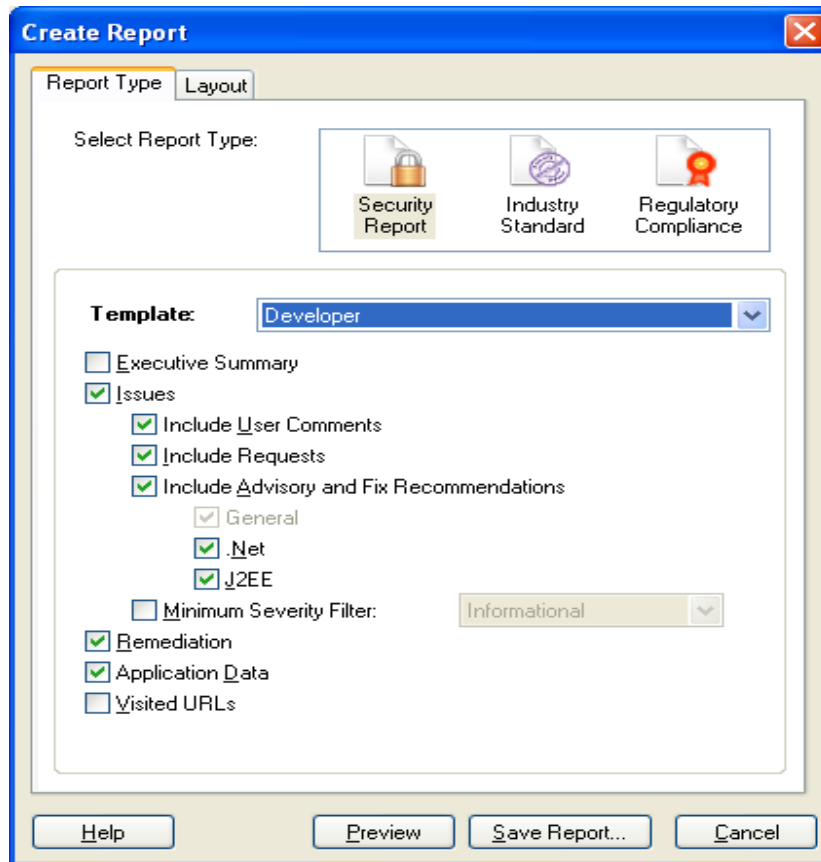 Create Report
Report Type
Layout
Select Report Type:
Security Report
Industry Standard
Regulatory Compliance
Template:
Developer
Executive Summary
Issues
Include User Comments
Include Requests
Include Advisory and Fix Recommendations
General
.Net
J2EE
Minimum Severity Filter:
Informational
Remediation
Application Data
Visited URLs
Help
Preview
Save Report...
Cancel